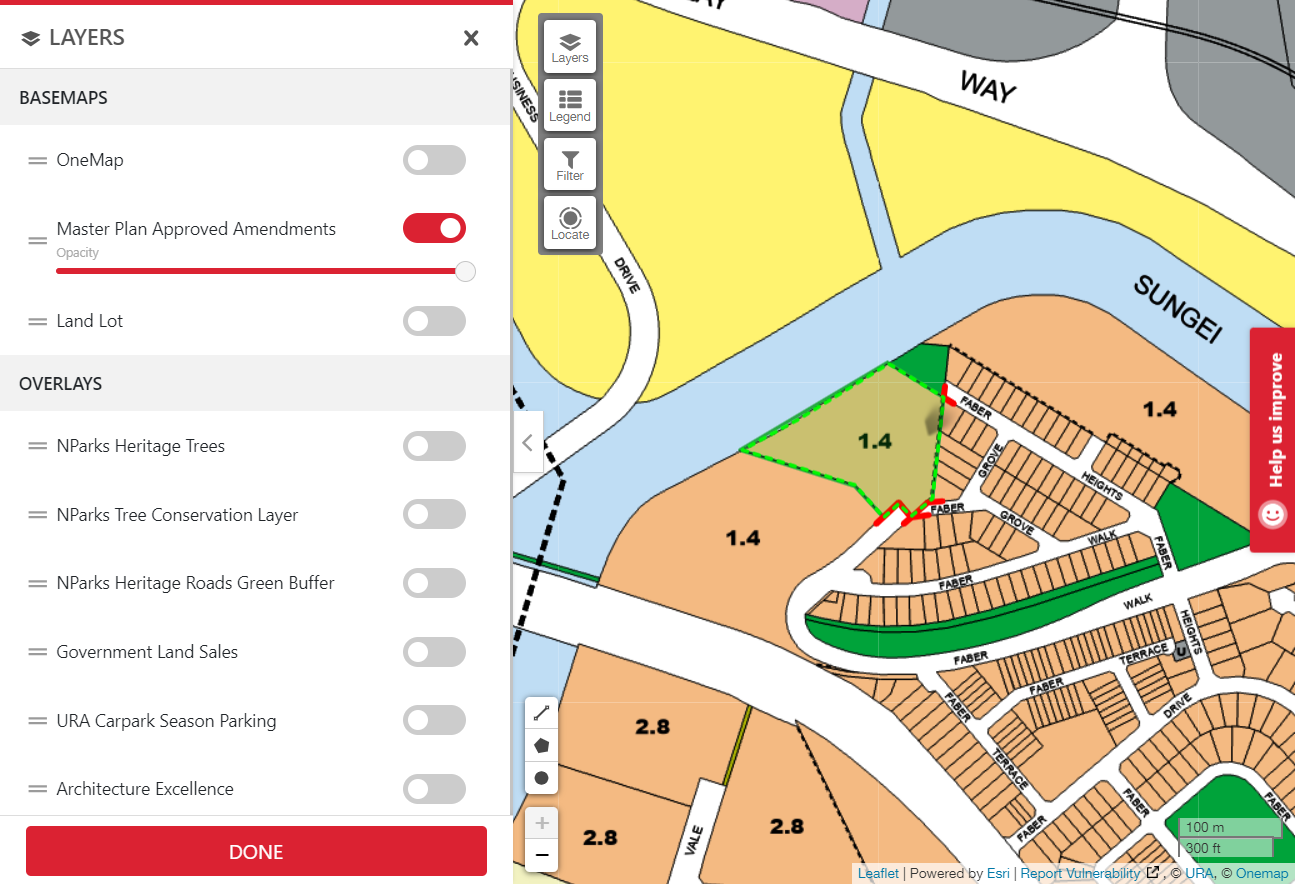 LAYERS
BASEMAPS
OneMap
Master Plan Approved Amendments
Opacity
Land Lot
OVERLAYS
NParks Heritage Trees
NParks Tree Conservation Layer
NParks Heritage Roads Green Buffer
Government Land Sales
URA Carpark Season Parking
Architecture Excellence
DONE
Layers
Legend
Filter
Locate
WAY
DRIVE
SUNGEI
1.4
1.4
1.4
FABER
GROVE
HEIGHTS
FABER
GROVE
WALK
FABER
FABER
WALK
HEIGHTS
FABER
TERRACE
U
FABER
FABER
DRIVE
TERRACE
FABER
FABER
FABER
2.8
2.8
2.8
VALE
Help us improve
+
−
100 m
300 ft
Leaflet | Powered by Esri | Report Vulnerability , © URA, © Onemap